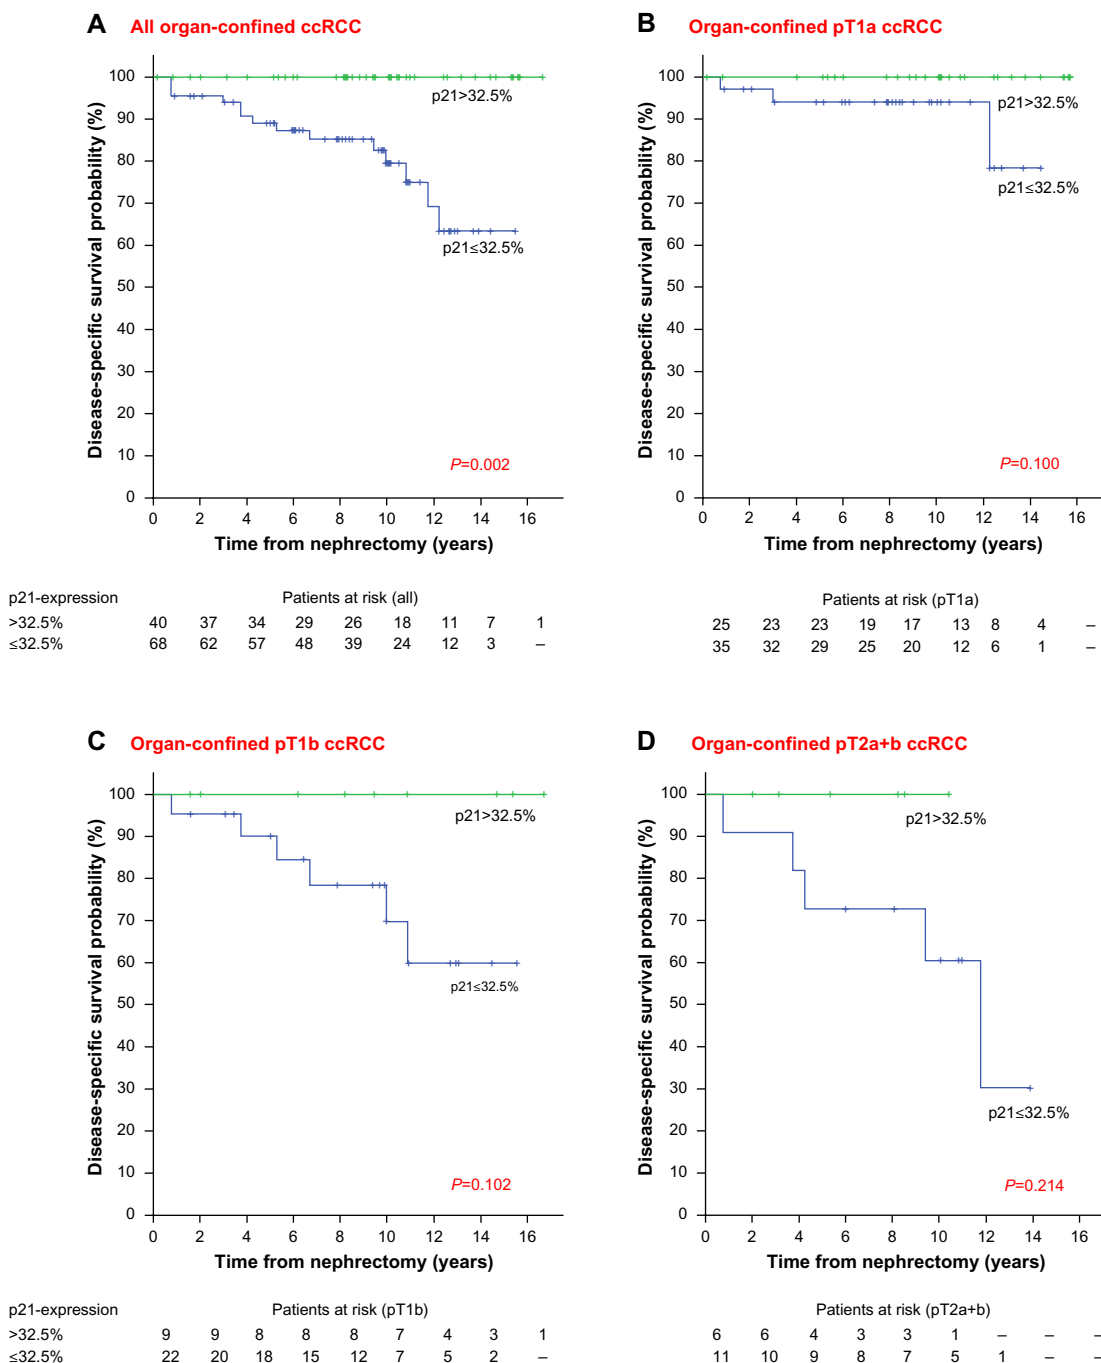 A All organ-confined ccRCC
Disease-specific survival probability (%)
100
90
80
70
60
50
40
30
20
10
0
p21>32.5%
p21≤32.5%
P=0.002
0 2 4 6 8 10 12 14 16
Time from nephrectomy (years)
p21-expression Patients at risk (all)
>32.5% 40 37 34 29 26 18 11 7 1
≤32.5% 68 62 57 48 39 24 12 3 –
B Organ-confined pT1a ccRCC
Disease-specific survival probability (%)
100
90
80
70
60
50
40
30
20
10
0
p21>32.5%
p21≤32.5%
P=0.100
0 2 4 6 8 10 12 14 16
Time from nephrectomy (years)
Patients at risk (pT1a)
25 23 23 19 17 13 8 4 –
35 32 29 25 20 12 6 1 –
C Organ-confined pT1b ccRCC
Disease-specific survival probability (%)
100
90
80
70
60
50
40
30
20
10
0
p21>32.5%
p21≤32.5%
P=0.102
0 2 4 6 8 10 12 14 16
Time from nephrectomy (years)
p21-expression Patients at risk (pT1b)
>32.5% 9 9 8 8 8 7 4 3 1
≤32.5% 22 20 18 15 12 7 5 2 –
D Organ-confined pT2a+b ccRCC
Disease-specific survival probability (%)
100
90
80
70
60
50
40
30
20
10
0
p21>32.5%
p21≤32.5%
P=0.214
0 2 4 6 8 10 12 14 16
Time from nephrectomy (years)
Patients at risk (pT2a+b)
6 6 4 3 3 1 – – –
11 10 9 8 7 5 1 – –